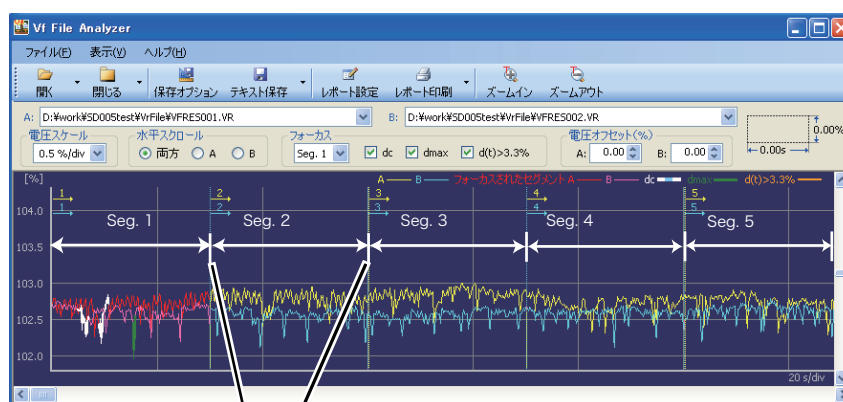 Vf File Analyzer
ファイル(F) 表示(V) ヘルプ(H)
開く 閉じる 保存オプション テキスト保存 レポート設定 レポート印刷 ズームイン ズームアウト
A: D:¥work¥SD005test¥VrFile¥VFRES001.VR B: D:¥work¥SD005test¥VrFile¥VFRES002.VR
電圧スケール 水平スクロール フォーカス 電圧オフセット(%) 0.00%
0.5 %/div 両方 A B Seg. 1 dc dmax d(t)>3.3% A: 0.00 B: 0.00 0.00s
[%] A B フォーカスされたセグメント A B dc dmax d(t)>3.3%
1 2 3 4 5
104.0 1 2 3 4 5
Seg. 1 Seg. 2 Seg. 3 Seg. 4 Seg. 5
103.5
103.0
102.5
102.0
20 s/div